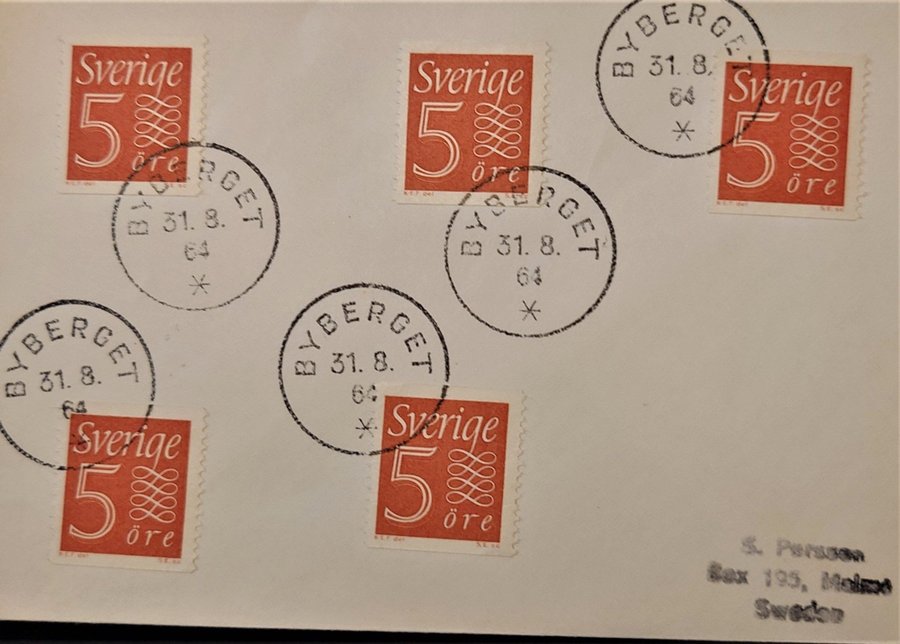 Sverige
5
öre
BYBERGET
31. 8.
64
Sverige
5
öre
BYBERGET
31. 8.
64
BYBERGET
31. 8.
64
Sverige
5
öre
BYBERGET
31. 8.
64
Sverige
5
öre
BYBERGET
31. 8.
64
Sverige
5
öre
S. Persson
Box 195, Malmö
Sweden